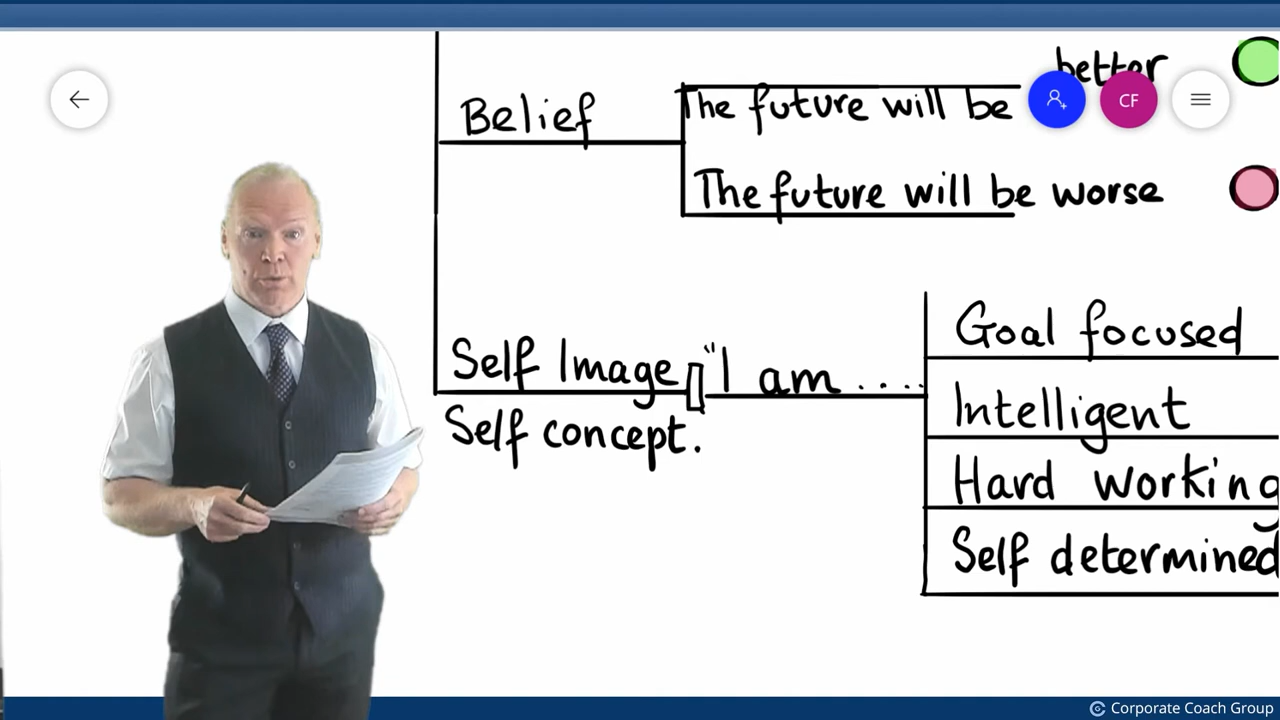 better
Belief
The future will be
CF
The future will be worse
Goal focused
Self Image
"I am ....
Intelligent
Self concept.
Hard working
Self determined
Corporate Coach Group